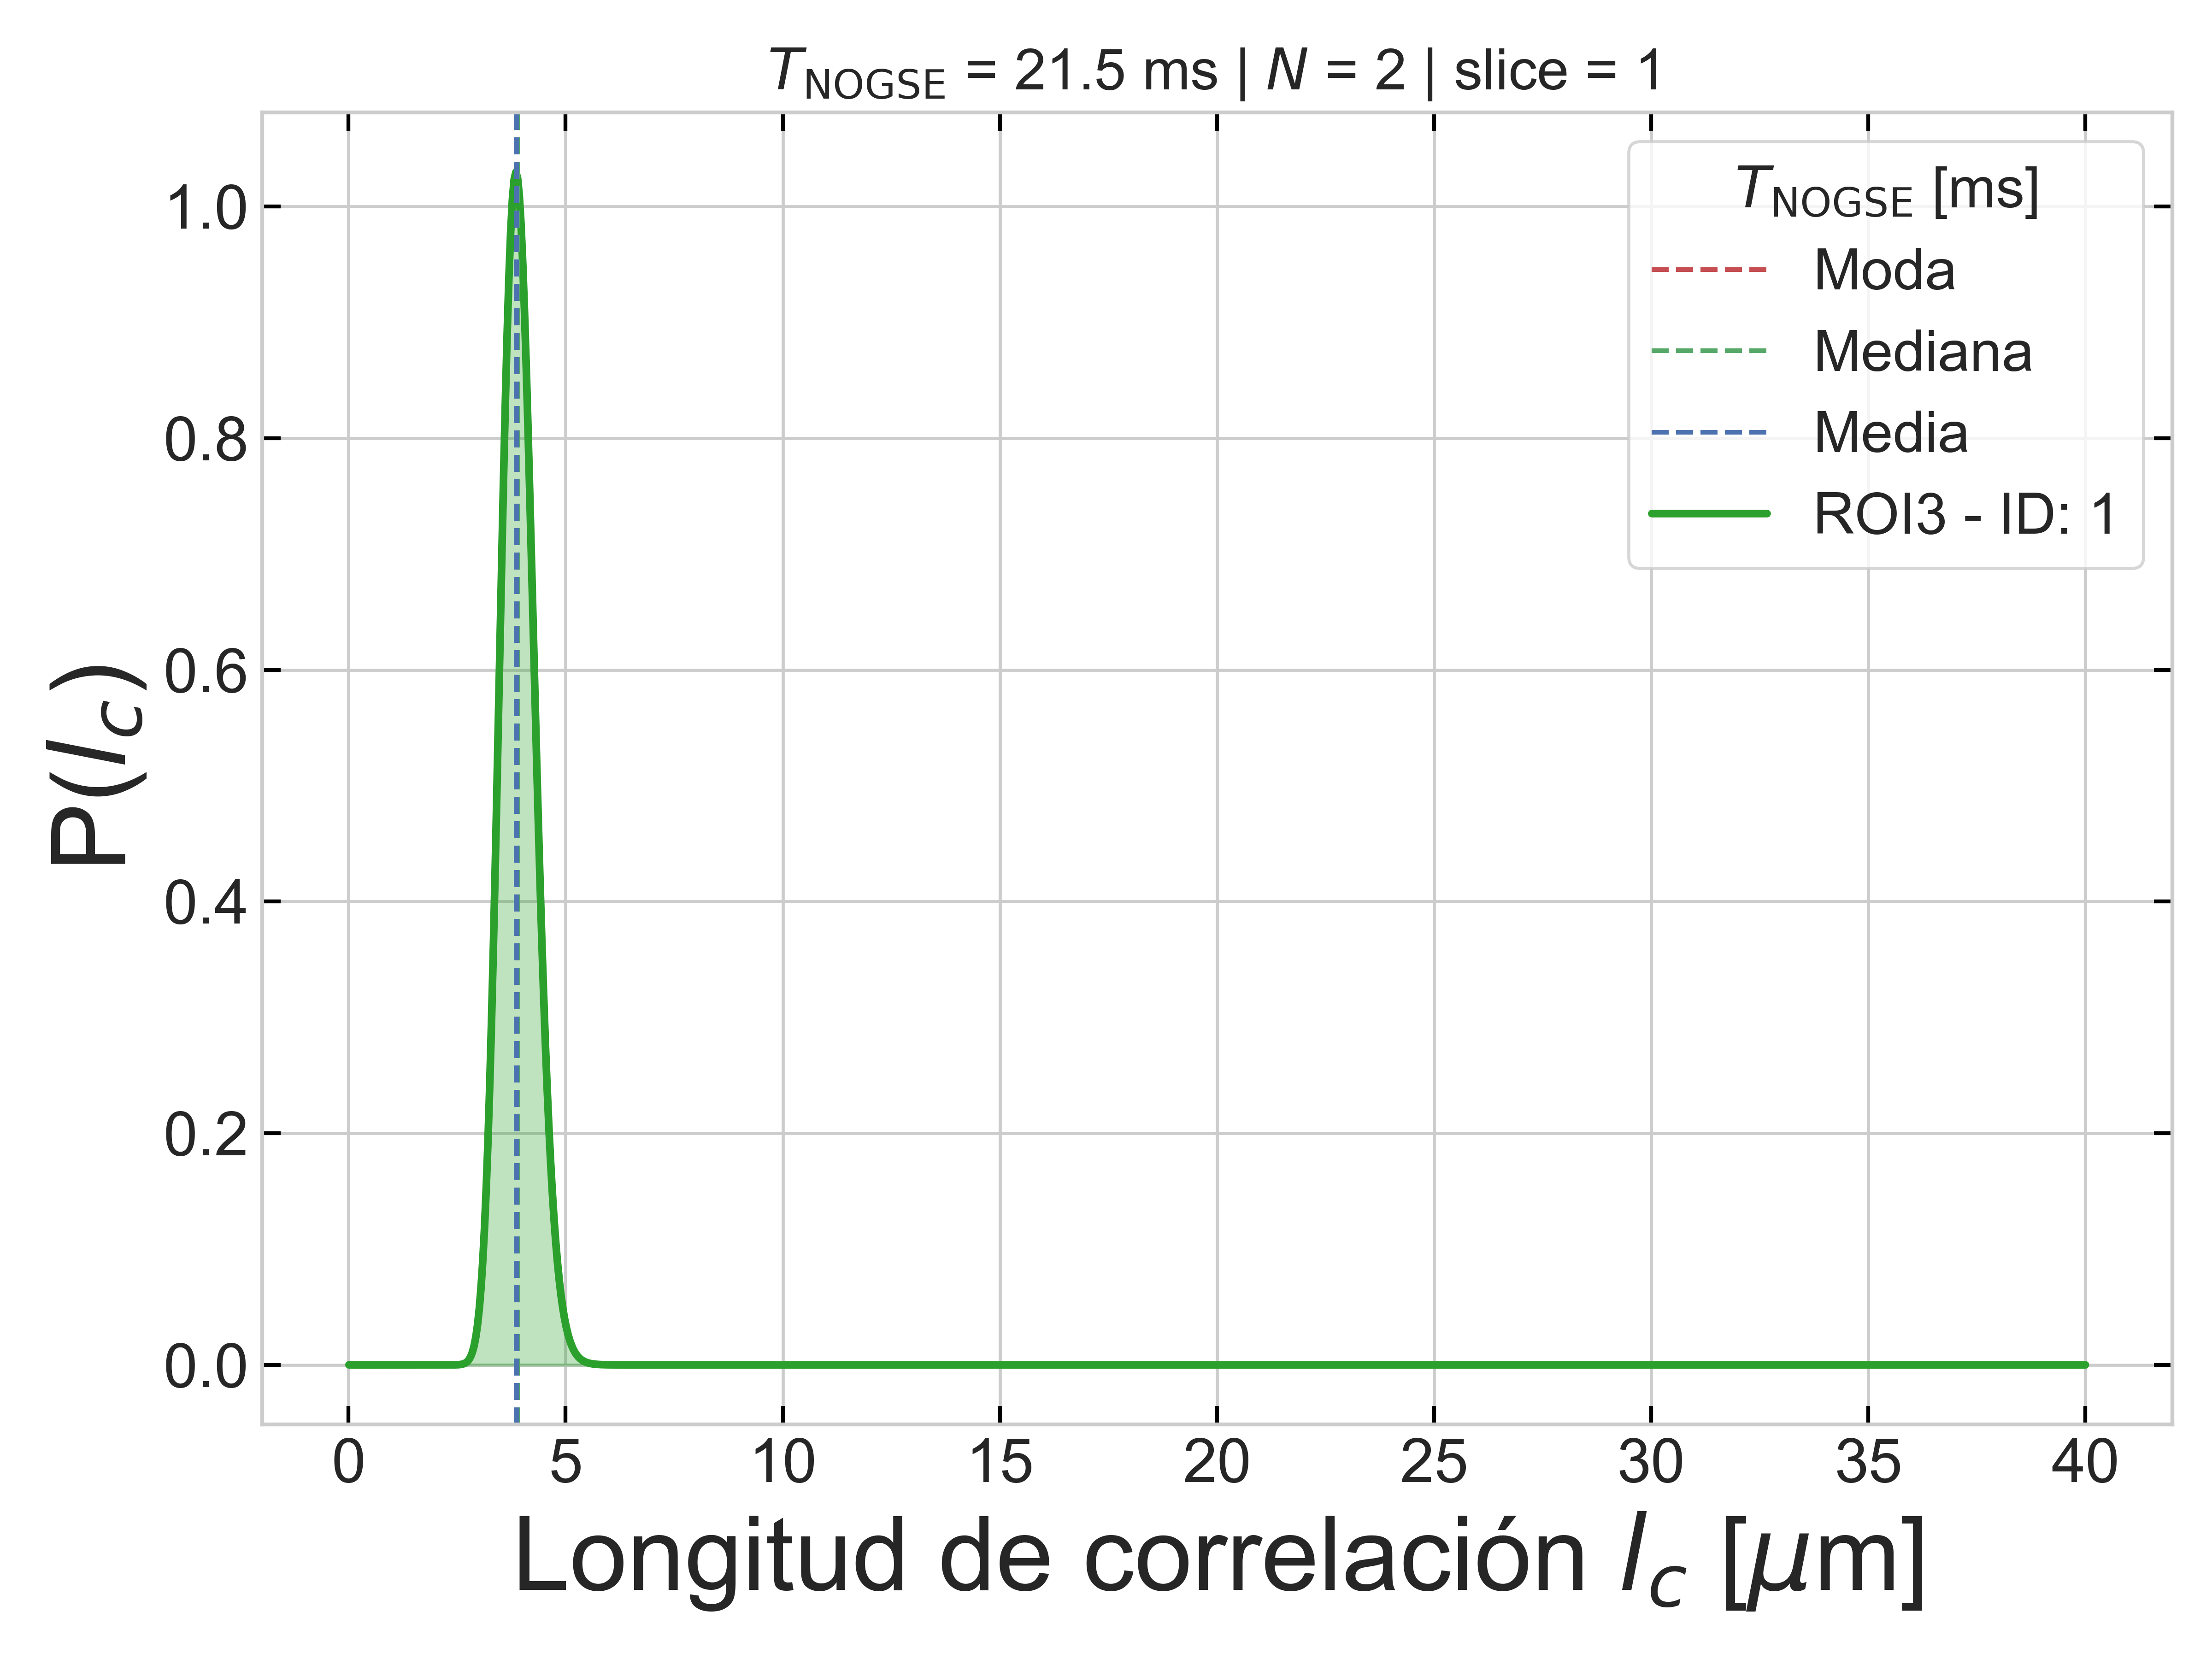 T_NOGSE = 21.5 ms | N = 2 | slice = 1
T_NOGSE [ms]
Moda
Mediana
Media
ROI3 - ID: 1
P(l_c)
1.0
0.8
0.6
0.4
0.2
0.0
0 5 10 15 20 25 30 35 40
Longitud de correlación l_c [μm]